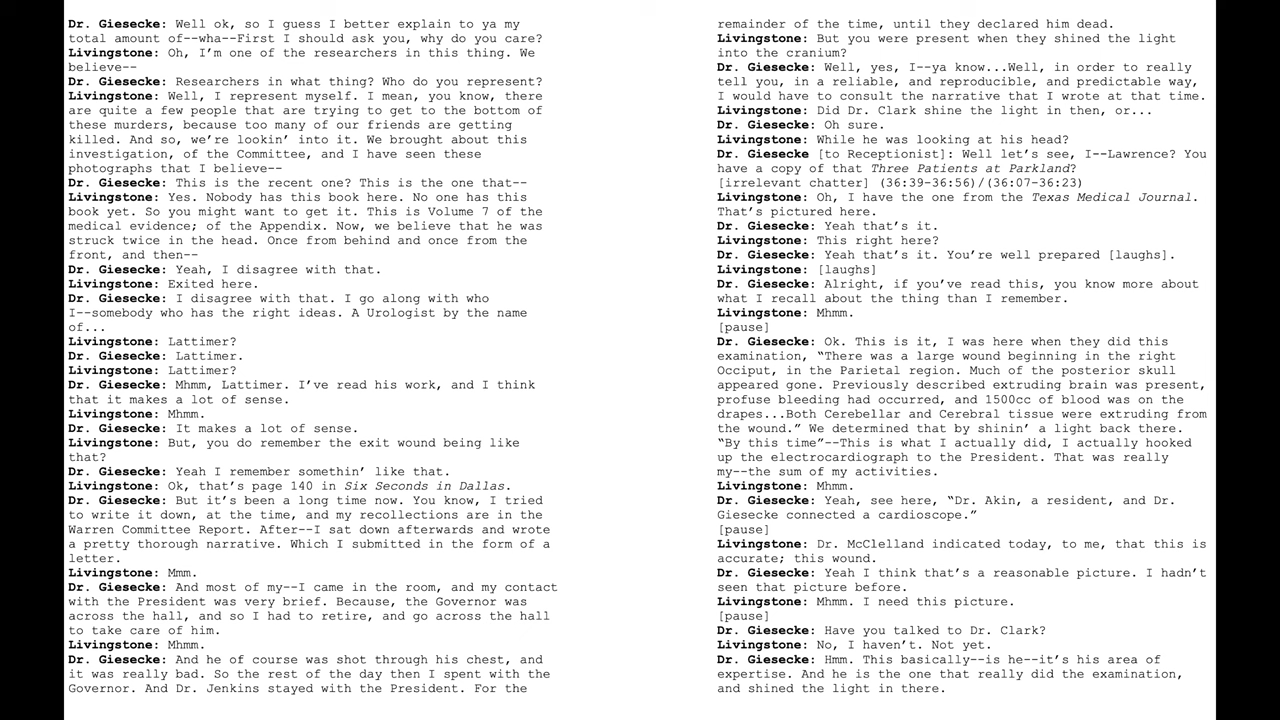 Dr. Giesecke: Well ok, so I guess I better explain to ya my
total amount of--wha--First I should ask you, why do you care?
Livingstone: Oh, I'm one of the researchers in this thing. We
believe--
Dr. Giesecke: Researchers in what thing? Who do you represent?
Livingstone: Well, I represent myself. I mean, you know, there
are quite a few people that are trying to get to the bottom of
these murders, because too many of our friends are getting
killed. And so, we're lookin' into it. We brought about this
investigation, of the Committee, and I have seen these
photographs that I believe--
Dr. Giesecke: This is the recent one? This is the one that--
Livingstone: Yes. Nobody has this book here. No one has this
book yet. So you might want to get it. This is Volume 7 of the
medical evidence; of the Appendix. Now, we believe that he was
struck twice in the head. Once from behind and once from the
front, and then--
Dr. Giesecke: Yeah, I disagree with that.
Livingstone: Exited here.
Dr. Giesecke: I disagree with that. I go along with who
I--somebody who has the right ideas. A Urologist by the name
of...
Livingstone: Lattimer?
Dr. Giesecke: Lattimer.
Livingstone: Lattimer?
Dr. Giesecke: Mhmm, Lattimer. I've read his work, and I think
that it makes a lot of sense.
Livingstone: Mhmm.
Dr. Giesecke: It makes a lot of sense.
Livingstone: But, you do remember the exit wound being like
that?
Dr. Giesecke: Yeah I remember somethin' like that.
Livingstone: Ok, that's page 140 in Six Seconds in Dallas.
Dr. Giesecke: But it's been a long time now. You know, I tried
to write it down, at the time, and my recollections are in the
Warren Committee Report. After--I sat down afterwards and wrote
a pretty thorough narrative. Which I submitted in the form of a
letter.
Livingstone: Mmm.
Dr. Giesecke: And most of my--I came in the room, and my contact
with the President was very brief. Because, the Governor was
across the hall, and so I had to retire, and go across the hall
to take care of him.
Livingstone: Mhmm.
Dr. Giesecke: And he of course was shot through his chest, and
it was really bad. So the rest of the day then I spent with the
Governor. And Dr. Jenkins stayed with the President. For the
remainder of the time, until they declared him dead.
Livingstone: But you were present when they shined the light
into the cranium?
Dr. Giesecke: Well, yes, I--ya know...Well, in order to really
tell you, in a reliable, and reproducible, and predictable way,
I would have to consult the narrative that I wrote at that time.
Livingstone: Did Dr. Clark shine the light in then, or...
Dr. Giesecke: Oh sure.
Livingstone: While he was looking at his head?
Dr. Giesecke [to Receptionist]: Well let's see, I--Lawrence? You
have a copy of that Three Patients at Parkland?
[irrelevant chatter] (36:39-36:56)/(36:07-36:23)
Livingstone: Oh, I have the one from the Texas Medical Journal.
That's pictured here.
Dr. Giesecke: Yeah that's it.
Livingstone: This right here?
Dr. Giesecke: Yeah that's it. You're well prepared [laughs].
Livingstone: [laughs]
Dr. Giesecke: Alright, if you've read this, you know more about
what I recall about the thing than I remember.
Livingstone: Mhmm.
[pause]
Dr. Giesecke: Ok. This is it, I was here when they did this
examination, “There was a large wound beginning in the right
Occiput, in the Parietal region. Much of the posterior skull
appeared gone. Previously described extruding brain was present,
profuse bleeding had occurred, and 1500cc of blood was on the
drapes...Both Cerebellar and Cerebral tissue were extruding from
the wound.” We determined that by shinin' a light back there.
“By this time”--This is what I actually did, I actually hooked
up the electrocardiograph to the President. That was really
my--the sum of my activities.
Livingstone: Mhmm.
Dr. Giesecke: Yeah, see here, “Dr. Akin, a resident, and Dr.
Giesecke connected a cardioscope.”
[pause]
Livingstone: Dr. McClelland indicated today, to me, that this is
accurate; this wound.
Dr. Giesecke: Yeah I think that's a reasonable picture. I hadn't
seen that picture before.
Livingstone: Mhmm. I need this picture.
[pause]
Dr. Giesecke: Have you talked to Dr. Clark?
Livingstone: No, I haven't. Not yet.
Dr. Giesecke: Hmm. This basically--is he--it's his area of
expertise. And he is the one that really did the examination,
and shined the light in there.